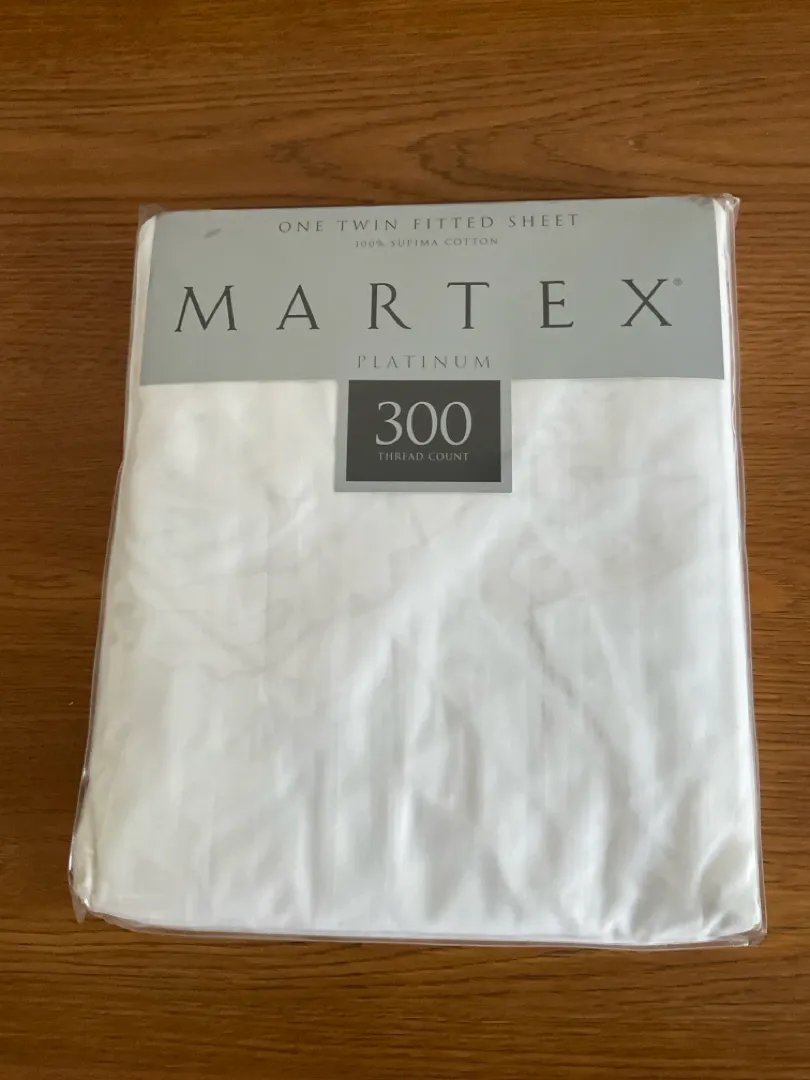 ONE TWIN FITTED SHEET
100% SUPIMA COTTON
MARTEX®
PLATINUM
300
THREAD COUNT